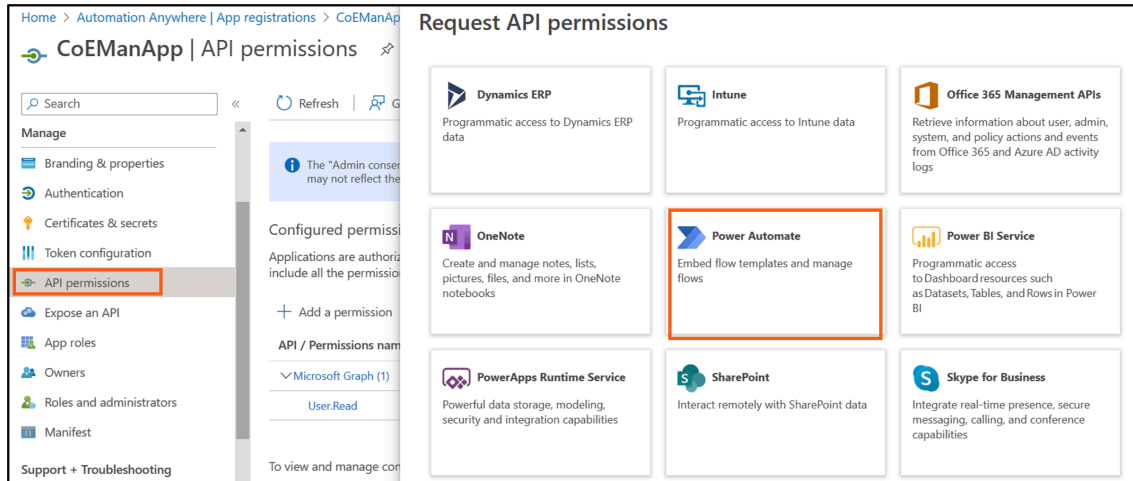 Home > Automation Anywhere | App registrations > CoEManAp
CoEManApp | API permissions
Search
«
Refresh
G
Manage
Branding & properties
Authentication
Certificates & secrets
Token configuration
API permissions
Expose an API
App roles
Owners
Roles and administrators
Manifest
Support + Troubleshooting
The "Admin conser
may not reflect the
Configured permissi
Applications are authoriz
include all the permissio
Add a permission
API / Permissions nam
Microsoft Graph (1)
User.Read
To view and manage con
Request API permissions
Dynamics ERP
Programmatic access to Dynamics ERP
data
Intune
Programmatic access to Intune data
Office 365 Management APIs
Retrieve information about user, admin,
system, and policy actions and events
from Office 365 and Azure AD activity
logs
OneNote
Create and manage notes, lists,
pictures, files, and more in OneNote
notebooks
Power Automate
Embed flow templates and manage
flows
Power BI Service
Programmatic access
to Dashboard resources such
as Datasets, Tables, and Rows in Power
BI
PowerApps Runtime Service
Powerful data storage, modeling,
security and integration capabilities
SharePoint
Interact remotely with SharePoint data
Skype for Business
Integrate real-time presence, secure
messaging, calling, and conference
capabilities